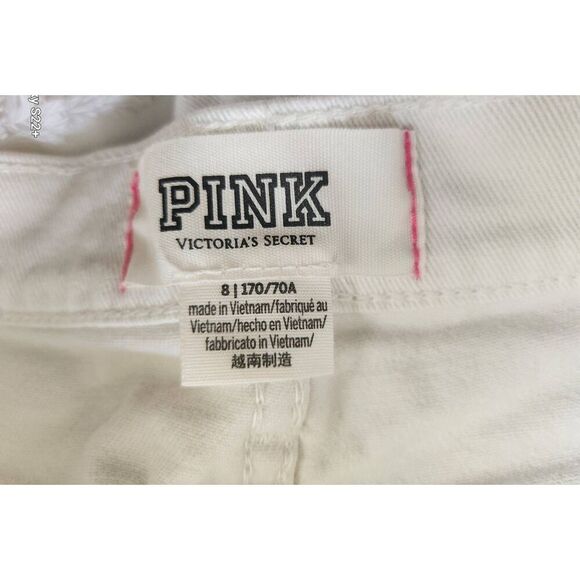 PINK
VICTORIA'S SECRET
8 | 170/70A
made in Vietnam/fabriqué au
Vietnam/hecho en Vietnam/
fabbricato in Vietnam/
越南制造
y S22+